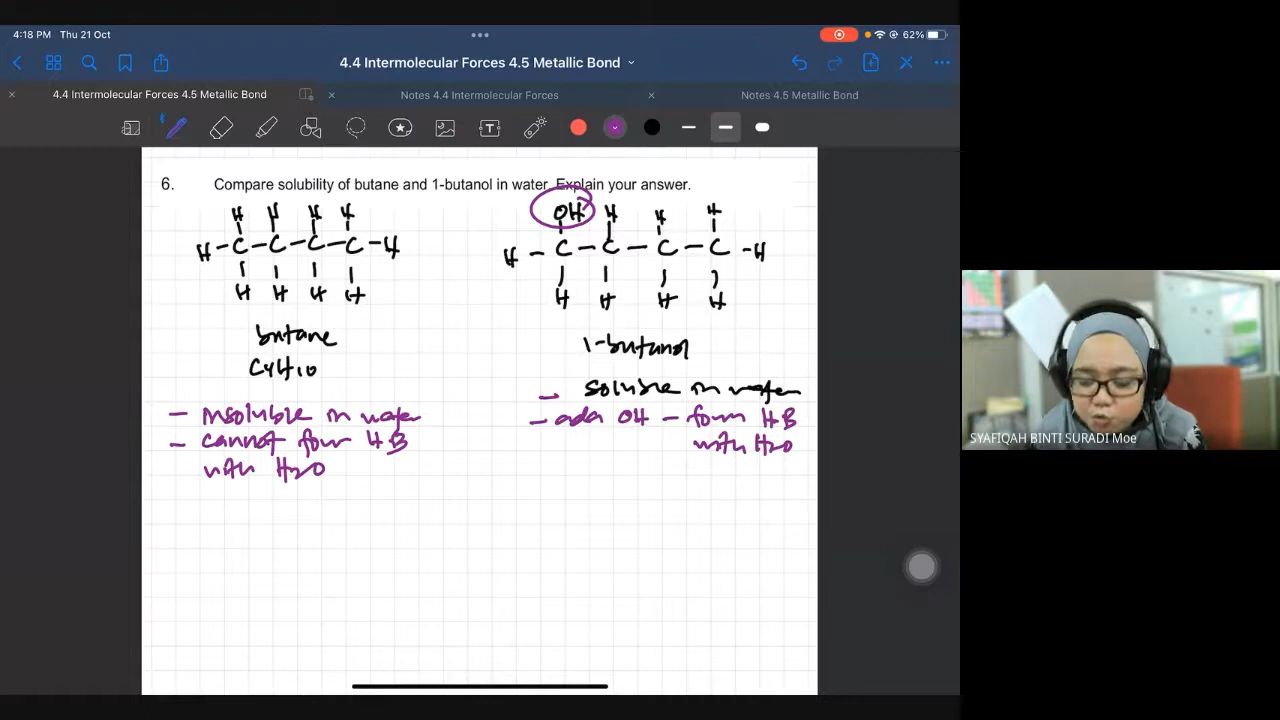 4:18 PM Thu 21 Oct
62%
4.4 Intermolecular Forces 4.5 Metallic Bond
4.4 Intermolecular Forces 4.5 Metallic Bond
Notes 4.4 Intermolecular Forces
Notes 4.5 Metallic Bond
6. Compare solubility of butane and 1-butanol in water. Explain your answer.
H H H H
H - C - C - C - C - H
H H H H
butane
C4H10
- insoluble in water
- cannot form HB
with H2O
OH H H H
H - C - C - C - C - H
H H H H
1-butanol
- soluble in water
- ada OH - form HB
with H2O
SYAFIQAH BINTI SURADI Moe